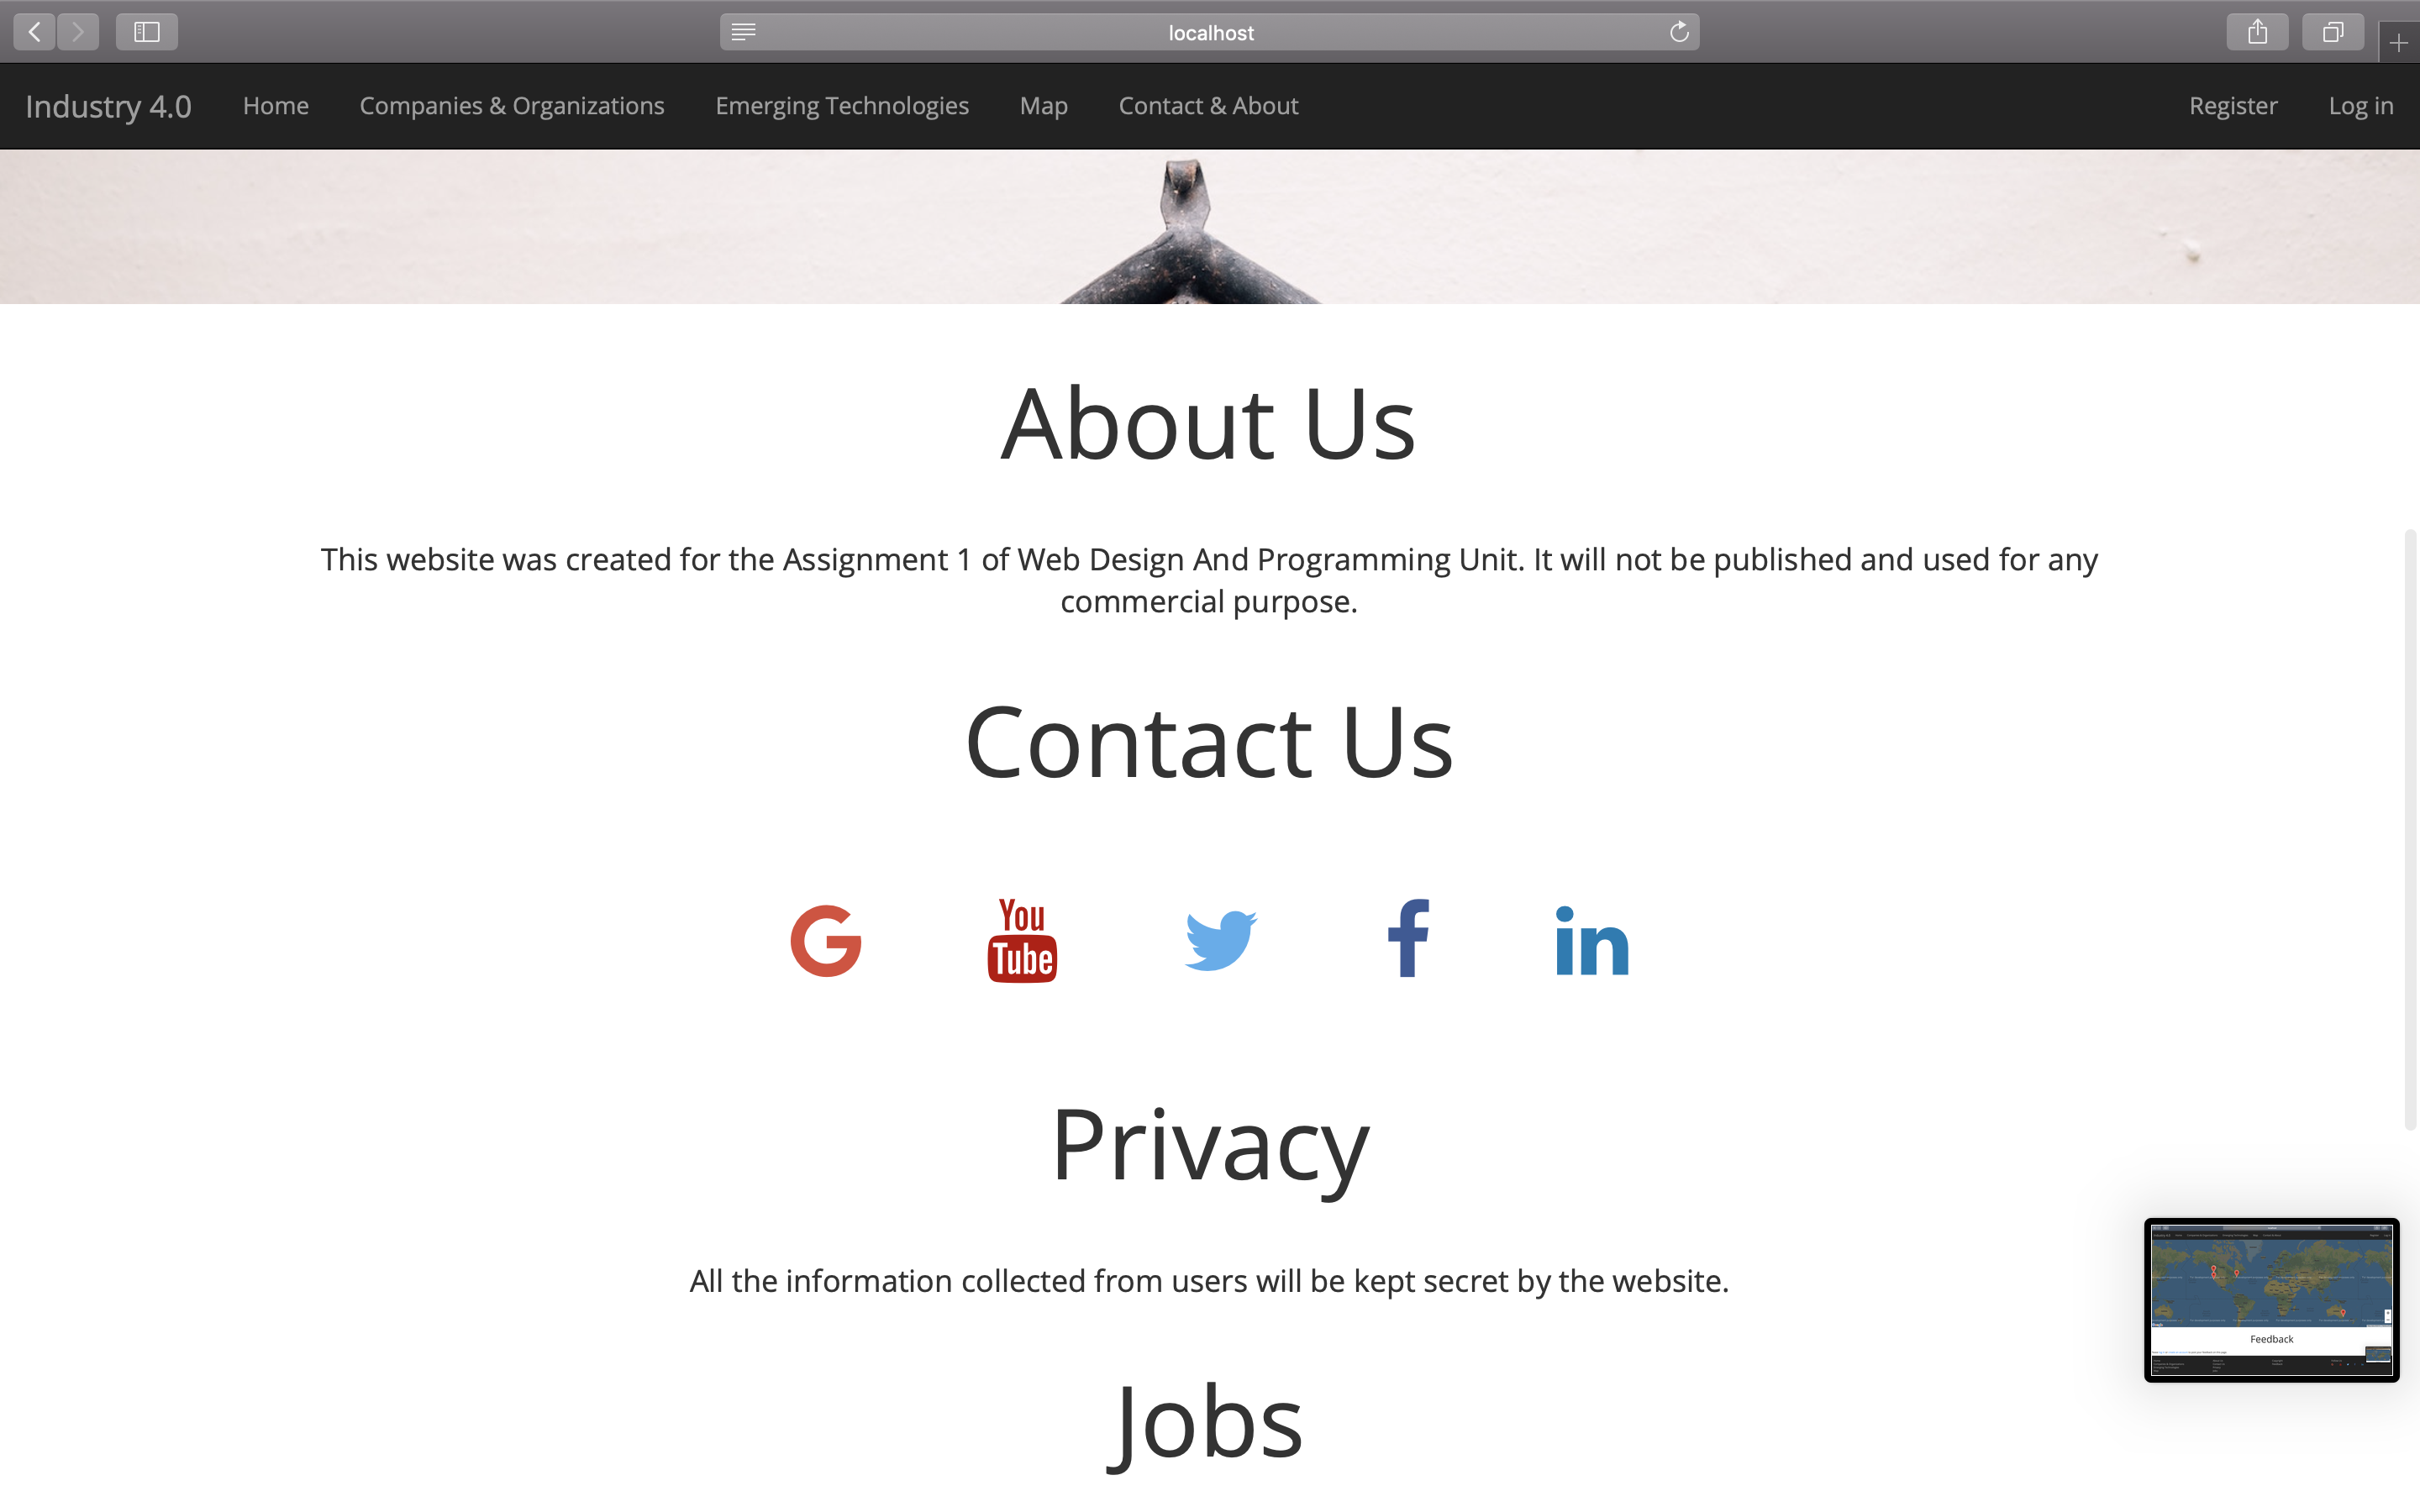 localhost
Industry 4.0 Home Companies & Organizations Emerging Technologies Map Contact & About Register Log in
About Us
This website was created for the Assignment 1 of Web Design And Programming Unit. It will not be published and used for any
commercial purpose.
Contact Us
You
Tube
in
Privacy
All the information collected from users will be kept secret by the website.
Jobs
Feedback